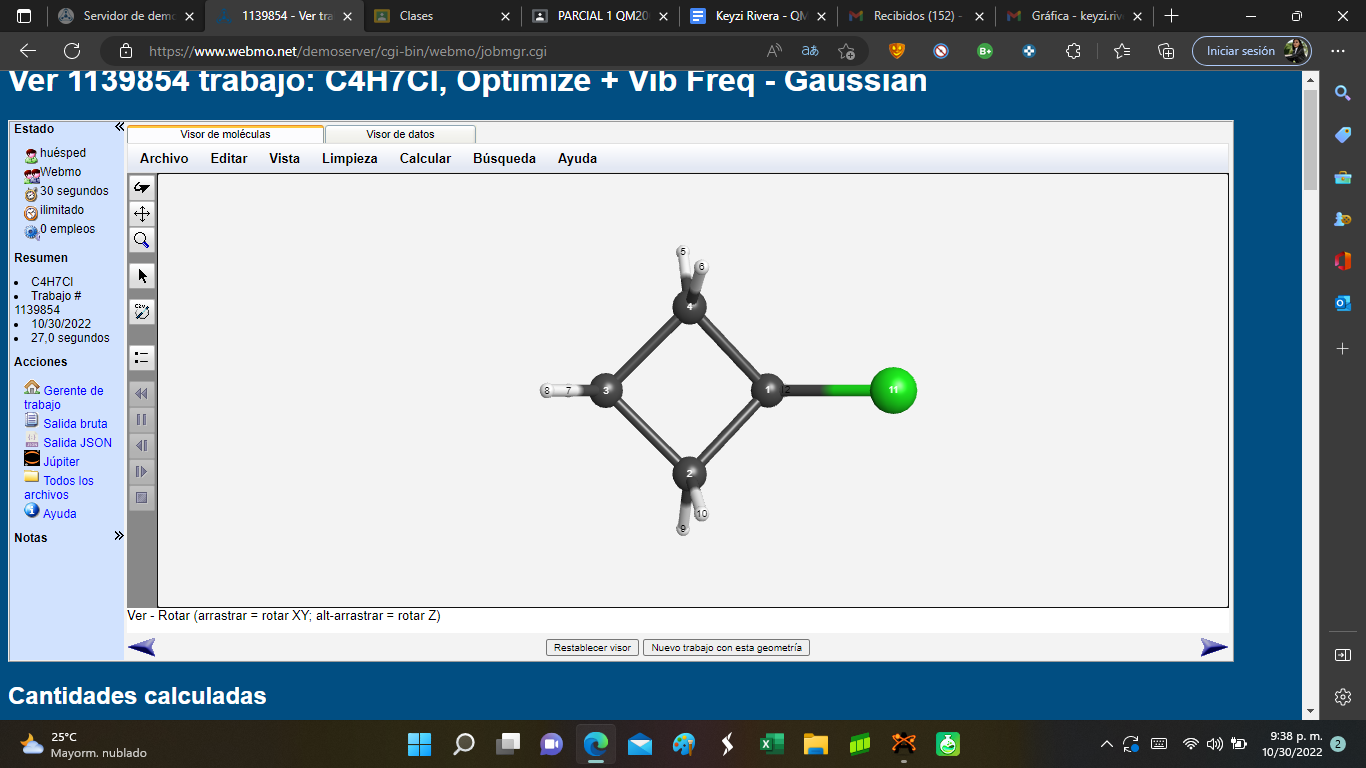 Servidor de demo
1139854 - Ver tra
Clases
PARCIAL 1 QM20
Keyzi Rivera - QM
Recibidos (152) -
Gráfica - keyzi.riv
https://www.webmo.net/demoserver/cgi-bin/webmo/jobmgr.cgi
Iniciar sesión
Ver 1139854 trabajo: C4H7Cl, Optimize + Vib Freq - Gaussian
Estado
huésped
Webmo
30 segundos
ilimitado
0 empleos
Resumen
C4H7Cl
Trabajo #
1139854
10/30/2022
27,0 segundos
Acciones
Gerente de
trabajo
Salida bruta
Salida JSON
Júpiter
Todos los
archivos
Ayuda
Notas
Visor de moléculas
Visor de datos
Archivo Editar Vista Limpieza Calcular Búsqueda Ayuda
5
6
4
8
7
3
1
11
2
10
9
Ver - Rotar (arrastrar = rotar XY; alt-arrastrar = rotar Z)
Restablecer visor
Nuevo trabajo con esta geometría
Cantidades calculadas
25°C
Mayorm. nublado
9:38 p. m.
10/30/2022
2